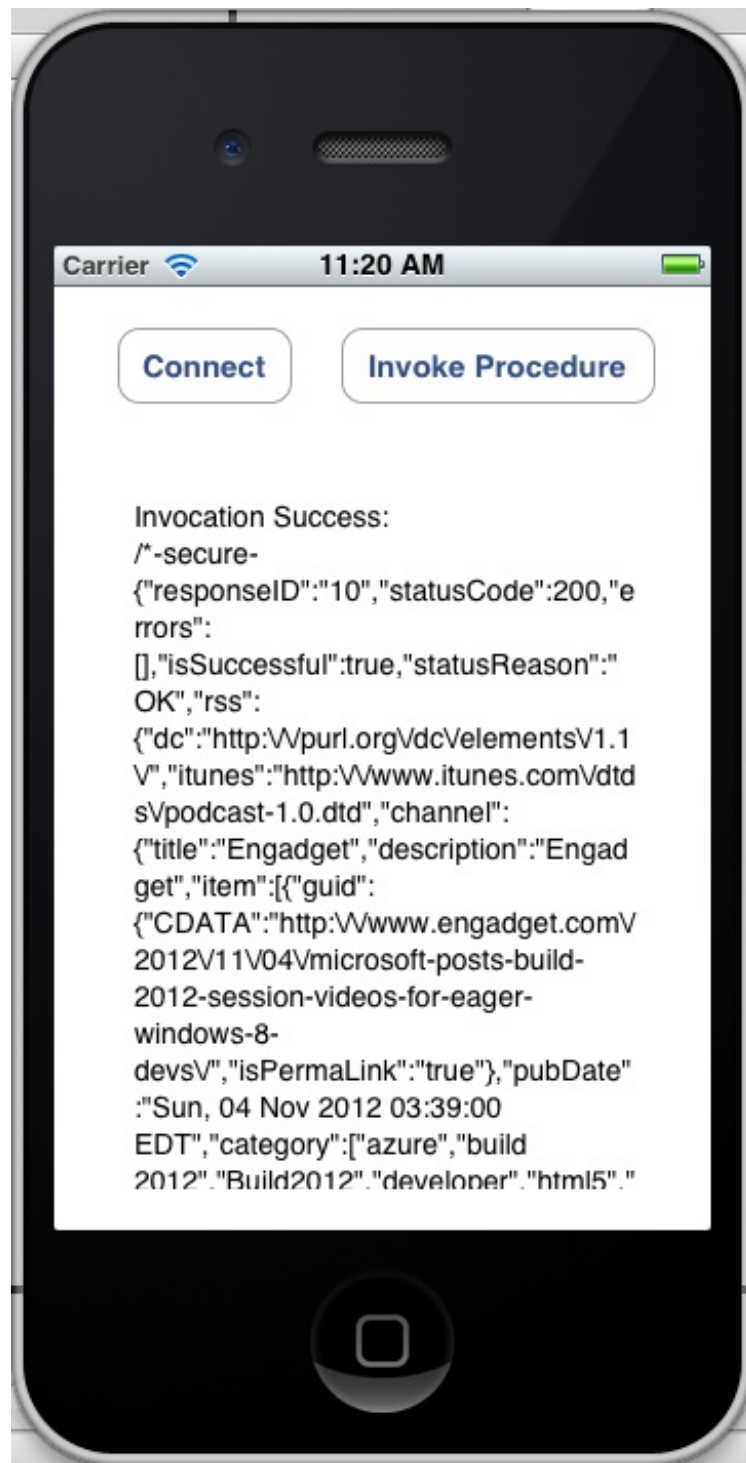 Carrier 11:20 AM
Connect Invoke Procedure
Invocation Success:
/*-secure-
{"responseID":"10","statusCode":200,"e
rrors":
[],"isSuccessful":true,"statusReason":"
OK","rss":
{"dc":"http:\/\/purl.org\/dc\/elements\/1.1
\/","itunes":"http:\/\/www.itunes.com\/dtd
s\/podcast-1.0.dtd","channel":
{"title":"Engadget","description":"Engad
get","item":[{"guid":
{"CDATA":"http:\/\/www.engadget.com\/
2012\/11\/04\/microsoft-posts-build-
2012-session-videos-for-eager-
windows-8-
devs\/","isPermaLink":"true"},"pubDate"
:"Sun, 04 Nov 2012 03:39:00
EDT","category":["azure","build
2012","Build2012","developer","html5","